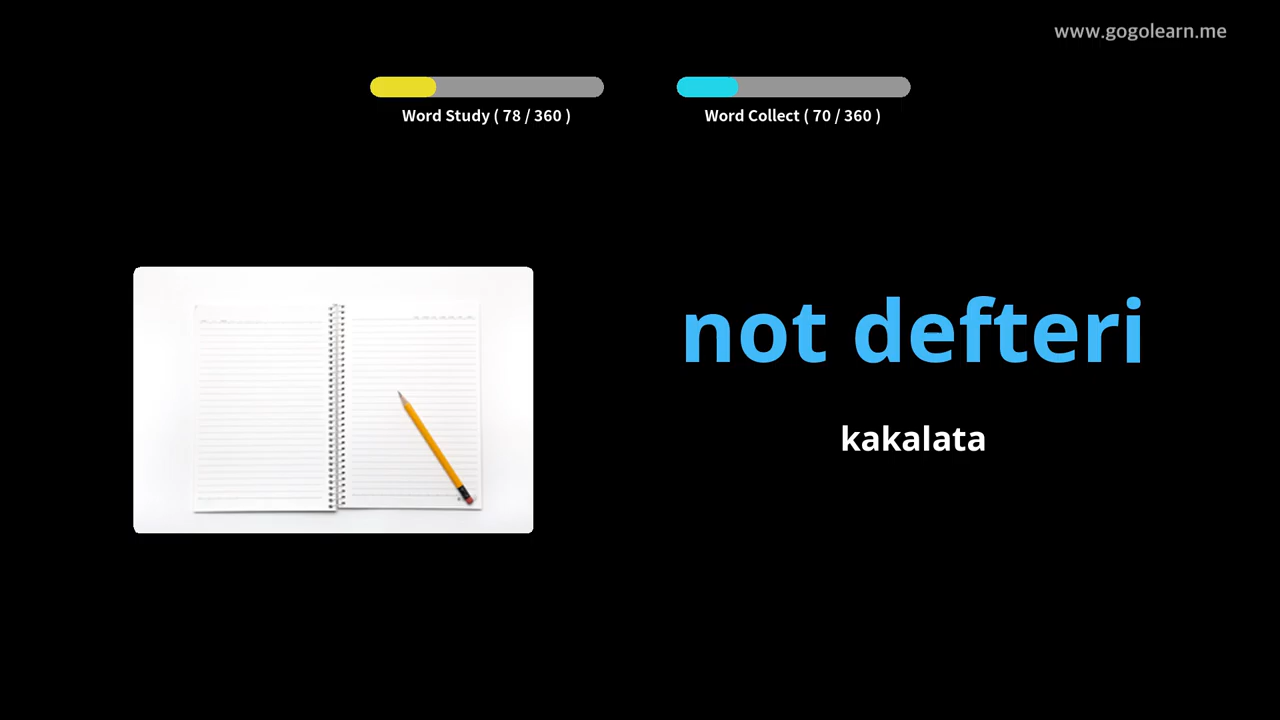 www.gogolearn.me
Word Study ( 78 / 360 )
Word Collect ( 70 / 360 )
not defteri
kakalata